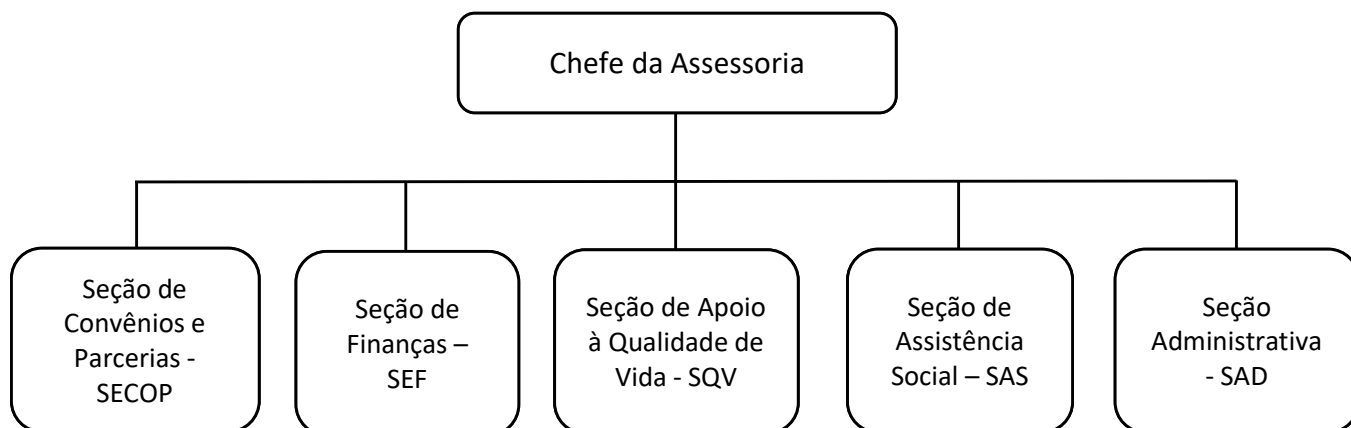 Chefe da Assessoria
Seção de
Convênios e
Parcerias -
SECOP
Seção de
Finanças –
SEF
Seção de Apoio
à Qualidade de
Vida - SQV
Seção de
Assistência
Social – SAS
Seção
Administrativa
- SAD